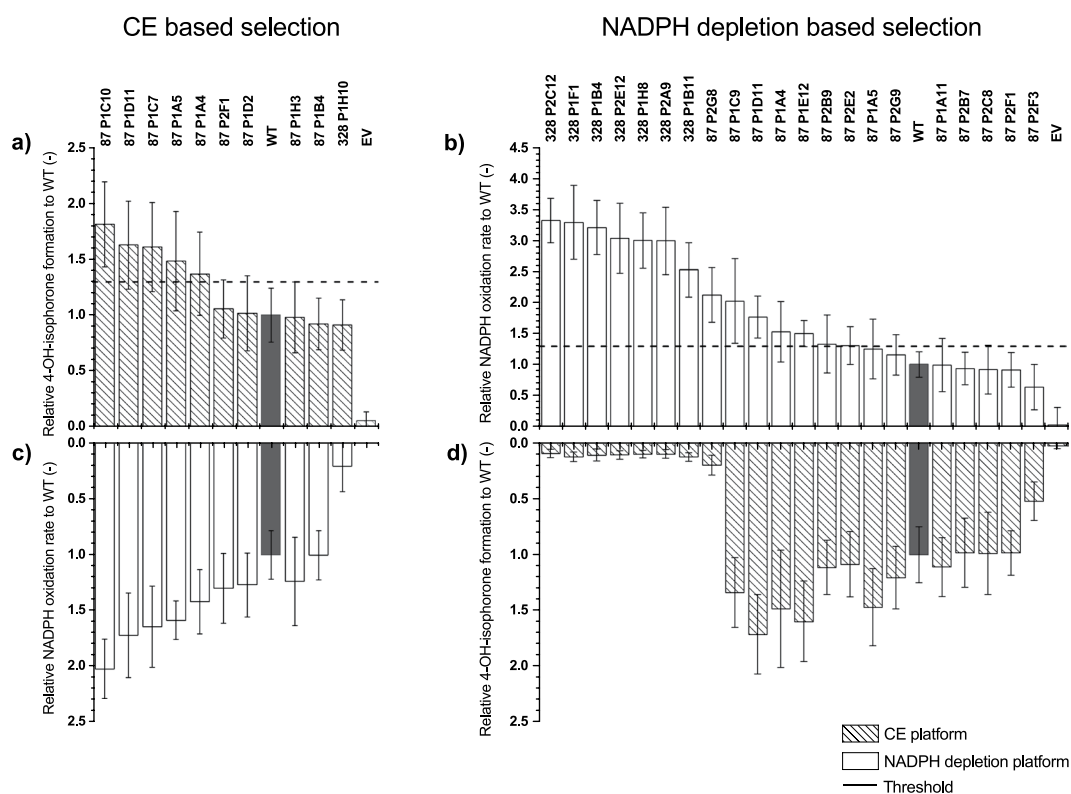 CE based selection
NADPH depletion based selection
a)
87 P1C10
87 P1D11
87 P1C7
87 P1A5
87 P1A4
87 P2F1
87 P1D2
WT
87 P1H3
87 P1B4
328 P1H10
EV
Relative 4-OH-isophorone formation to WT (-)
2.5
2.0
1.5
1.0
0.5
0.0
b)
328 P2C12
328 P1F1
328 P1B4
328 P2E12
328 P1H8
328 P2A9
328 P1B11
87 P2G8
87 P1C9
87 P1D11
87 P1A4
87 P1E12
87 P2B9
87 P2E2
87 P1A5
87 P2G9
WT
87 P1A11
87 P2B7
87 P2C8
87 P2F1
87 P2F3
EV
Relative NADPH oxidation rate to WT (-)
4.5
4.0
3.5
3.0
2.5
2.0
1.5
1.0
0.5
0.0
c)
Relative NADPH oxidation rate to WT (-)
0.0
0.5
1.0
1.5
2.0
2.5
d)
Relative 4-OH-isophorone formation to WT (-)
0.0
0.5
1.0
1.5
2.0
2.5
CE platform
NADPH depletion platform
Threshold